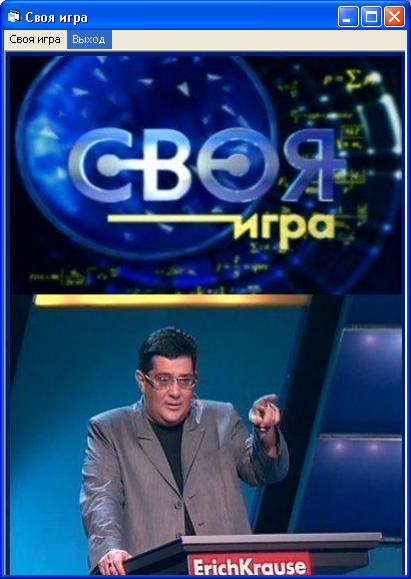 Своя игра
Своя игра Выход
СВОЯ
игра
ErichKrause